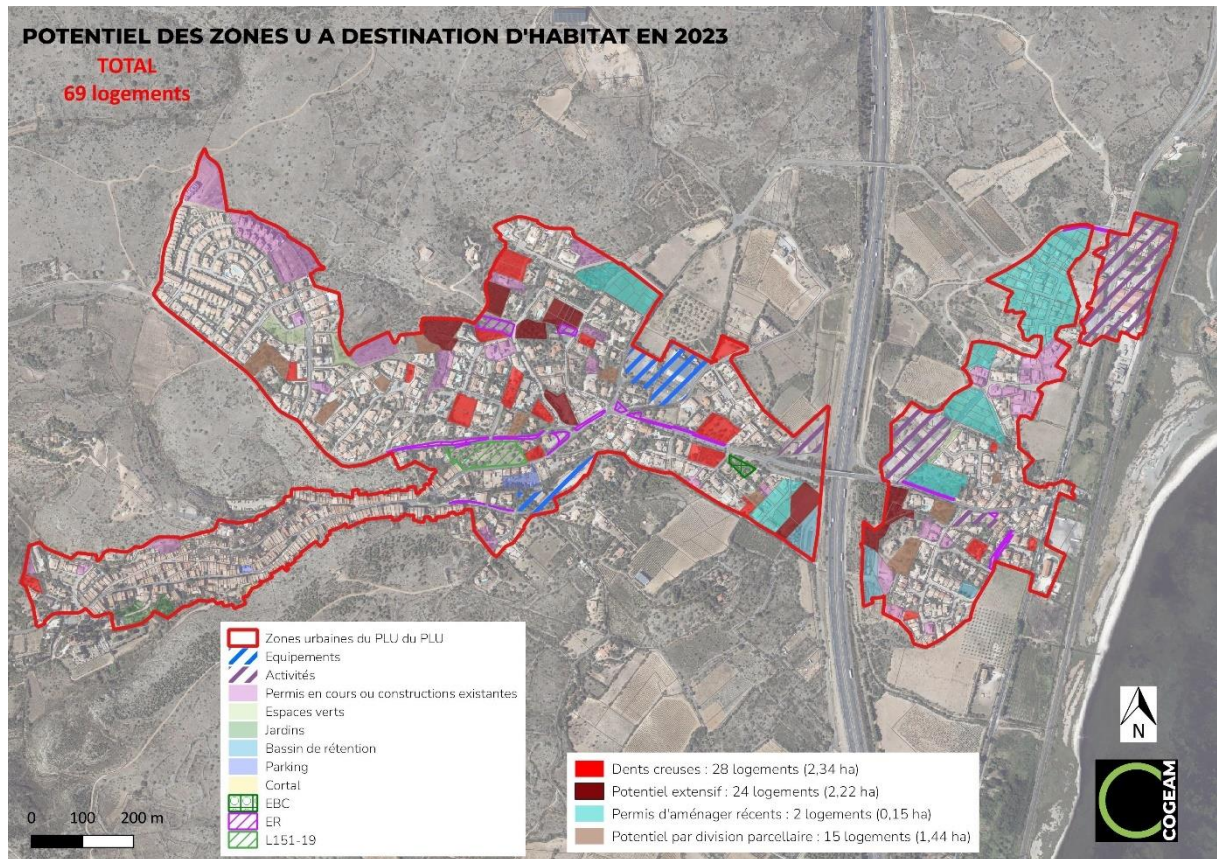 POTENTIEL DES ZONES U A DESTINATION D'HABITAT EN 2023
TOTAL
69 logements
Zones urbaines du PLU du PLU
Equipements
Activités
Permis en cours ou constructions existantes
Espaces verts
Jardins
Bassin de rétention
Parking
Cortal
EBC
ER
L151-19
0 100 200 m
Dents creuses : 28 logements (2,34 ha)
Potentiel extensif : 24 logements (2,22 ha)
Permis d'aménager récents : 2 logements (0,15 ha)
Potentiel par division parcellaire : 15 logements (1,44 ha)
N
COGEAM